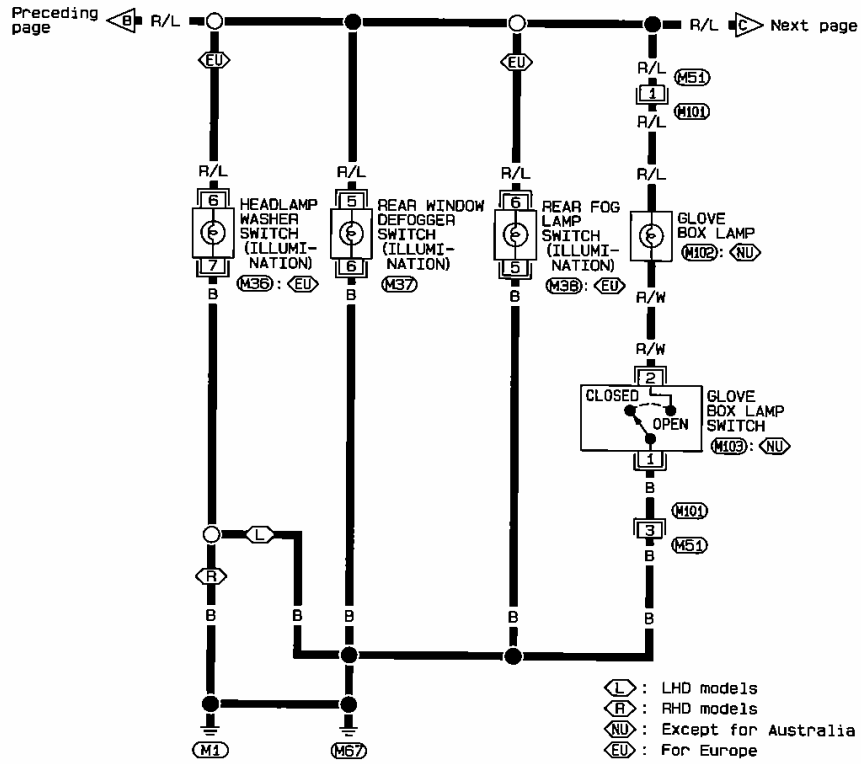 Preceding
page
B
R/L
R/L
C
Next page
EU
EU
R/L
M51
1
M101
R/L
R/L
R/L
R/L
R/L
6
HEADLAMP
WASHER
SWITCH
(ILLUMI-
NATION)
7
M36: EU
5
REAR WINDOW
DEFOGGER
SWITCH
(ILLUMI-
NATION)
6
M37
6
REAR FOG
LAMP
SWITCH
(ILLUMI-
NATION)
5
M38: EU
GLOVE
BOX LAMP
M102: NU
B
B
B
R/W
R/W
2
CLOSED
OPEN
1
GLOVE
BOX LAMP
SWITCH
M103: NU
B
M101
3
M51
B
L
R
B
B
B
B
B
M1
M67
L : LHD models
R : RHD models
NU : Except for Australia
EU : For Europe